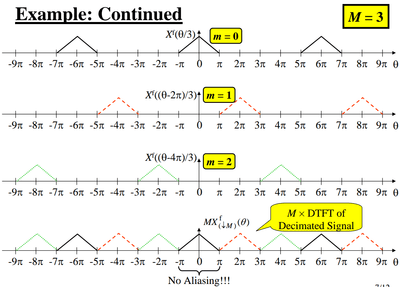 Example: Continued
M = 3
Xᶠ(θ/3)
m = 0
-9π -8π -7π -6π -5π -4π -3π -2π -π 0 π 2π 3π 4π 5π 6π 7π 8π 9π θ
Xᶠ((θ-2π)/3)
m = 1
-9π -8π -7π -6π -5π -4π -3π -2π -π 0 π 2π 3π 4π 5π 6π 7π 8π 9π θ
Xᶠ((θ-4π)/3)
m = 2
-9π -8π -7π -6π -5π -4π -3π -2π -π 0 π 2π 3π 4π 5π 6π 7π 8π 9π θ
MXᶠ(↓M)(θ)
M × DTFT of
Decimated Signal
-9π -8π -7π -6π -5π -4π -3π -2π -π 0 π 2π 3π 4π 5π 6π 7π 8π 9π θ
No Aliasing!!!